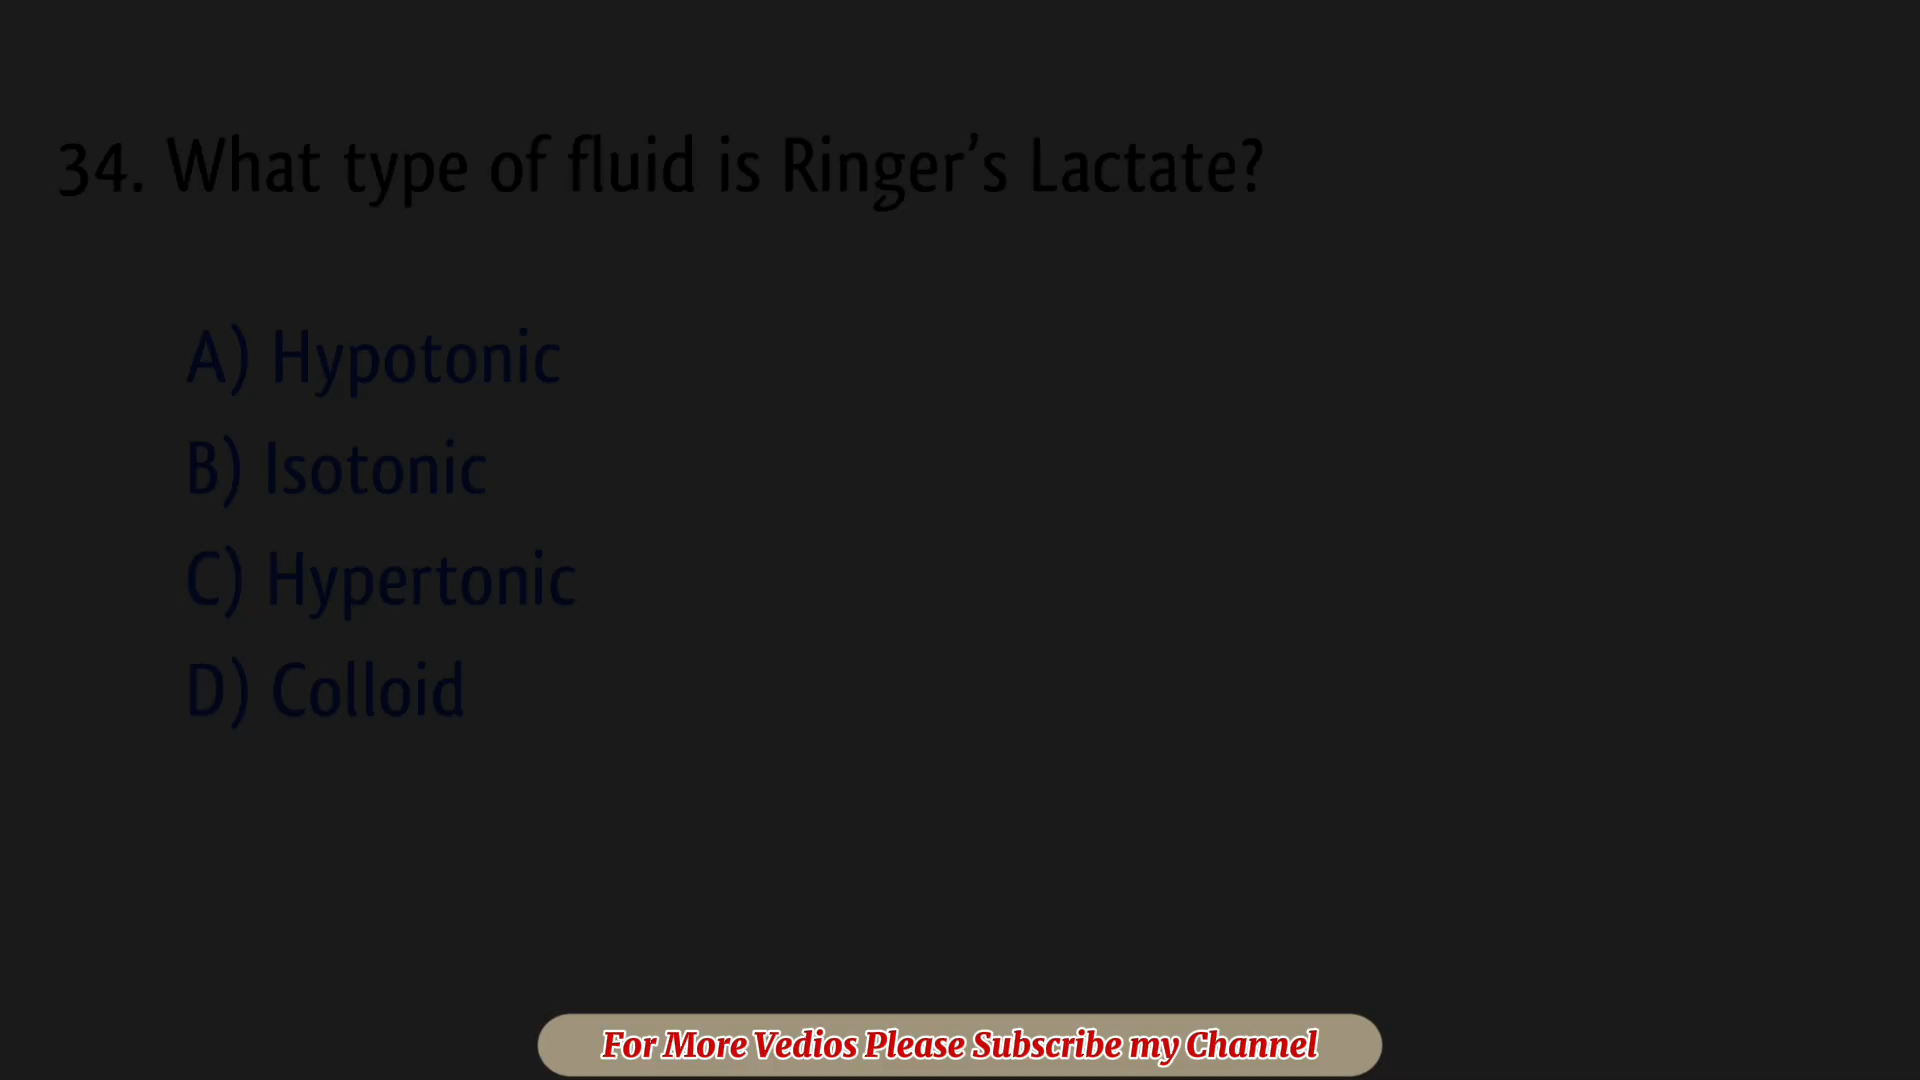 34. What type of fluid is Ringer’s Lactate?
A) Hypotonic
B) Isotonic
C) Hypertonic
D) Colloid
For More Vedios Please Subscribe my Channel